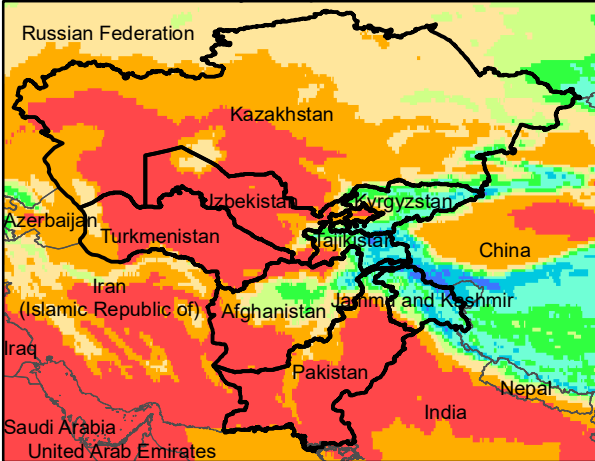 Russian Federation
Kazakhstan
Uzbekistan
Kyrgyzstan
Azerbaijan
Turkmenistan
Tajikistan
China
Iran
(Islamic Republic of)
Afghanistan
Jammu and Kashmir
Iraq
Pakistan
Nepal
India
Saudi Arabia
United Arab Emirates